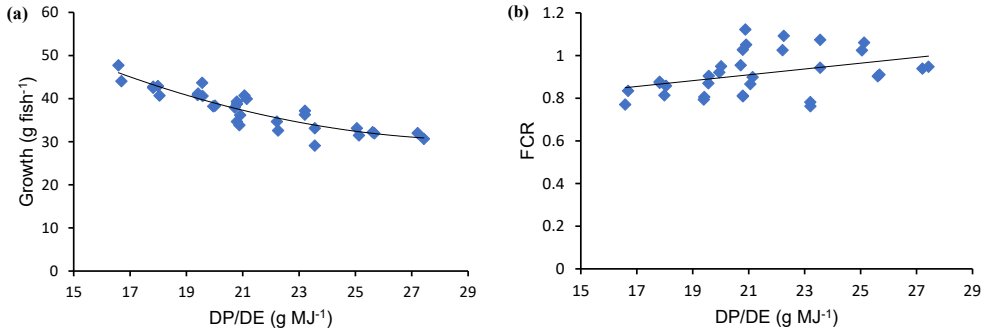 (a)
Growth (g fish⁻¹)
60
50
40
30
20
10
0
15 17 19 21 23 25 27 29
DP/DE (g MJ⁻¹)
(b)
FCR
1.2
1
0.8
0.6
0.4
0.2
0
15 17 19 21 23 25 27 29
DP/DE (g MJ⁻¹)